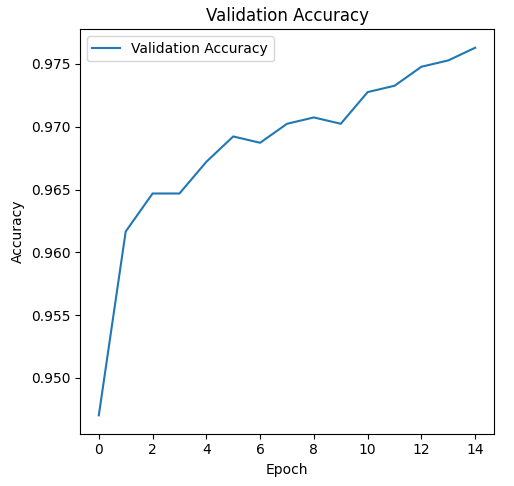 Validation Accuracy
Validation Accuracy
0.975
0.970
0.965
0.960
0.955
0.950
Accuracy
0 2 4 6 8 10 12 14
Epoch